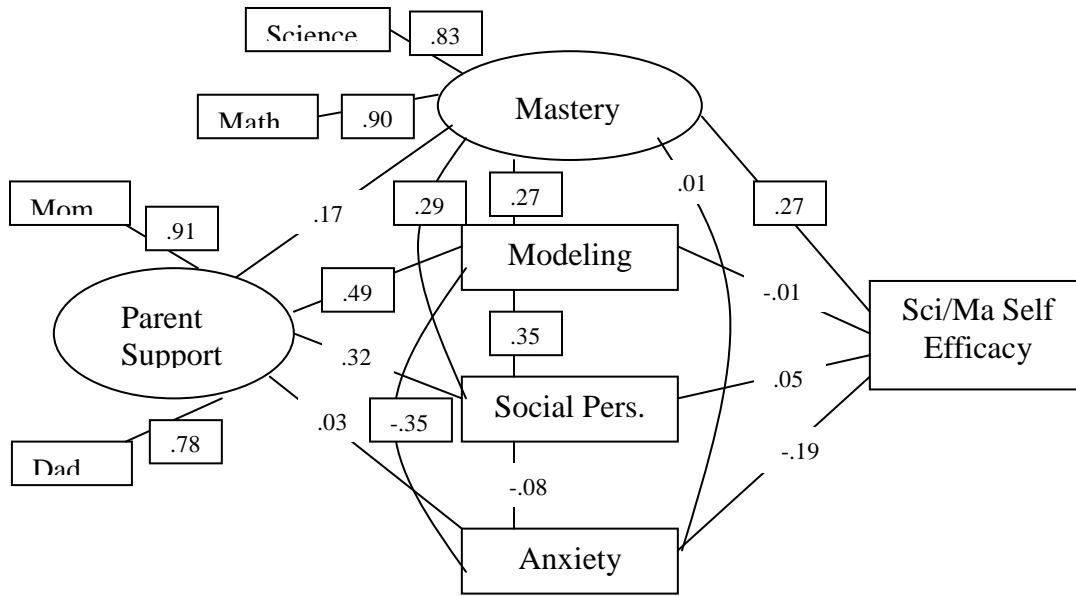 Science
.83
Mastery
Math
.90
.01
Mom
.29
.27
.27
.17
.91
Modeling
.49
-.01
Parent
Support
.35
Sci/Ma Self
Efficacy
.32
.05
Social Pers.
.03
-.35
.78
-.19
Dad
-.08
Anxiety